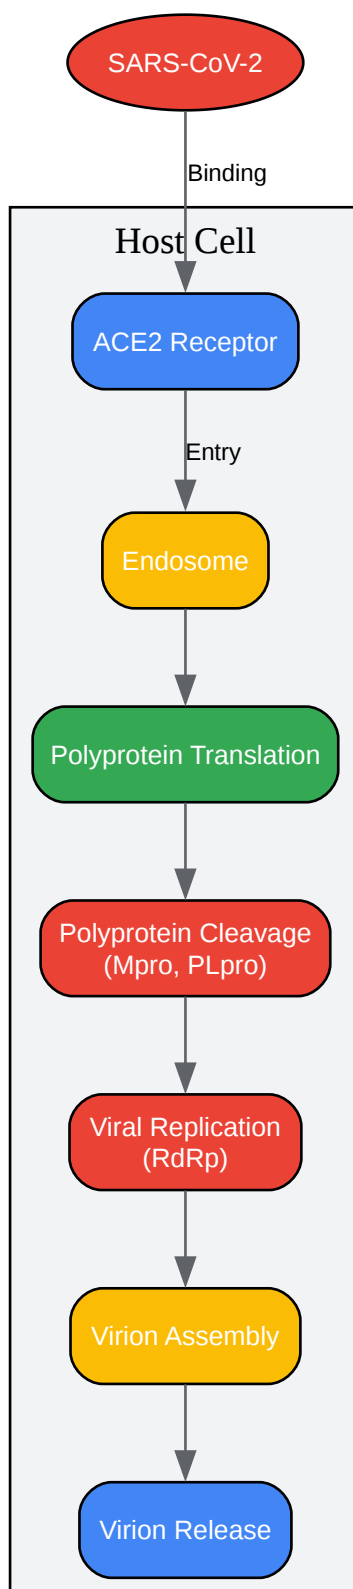 SARS-CoV-2
Binding
Host Cell
ACE2 Receptor
Entry
Endosome
Polyprotein Translation
Polyprotein Cleavage
(Mpro, PLpro)
Viral Replication
(RdRp)
Virion Assembly
Virion Release